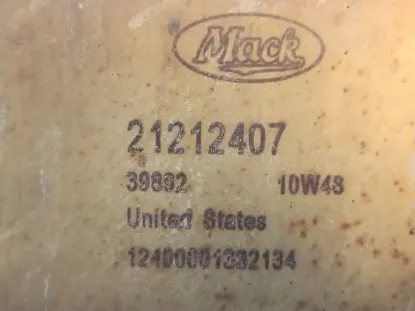 Mack
21212407
39892 10W48
United States
12400001332134